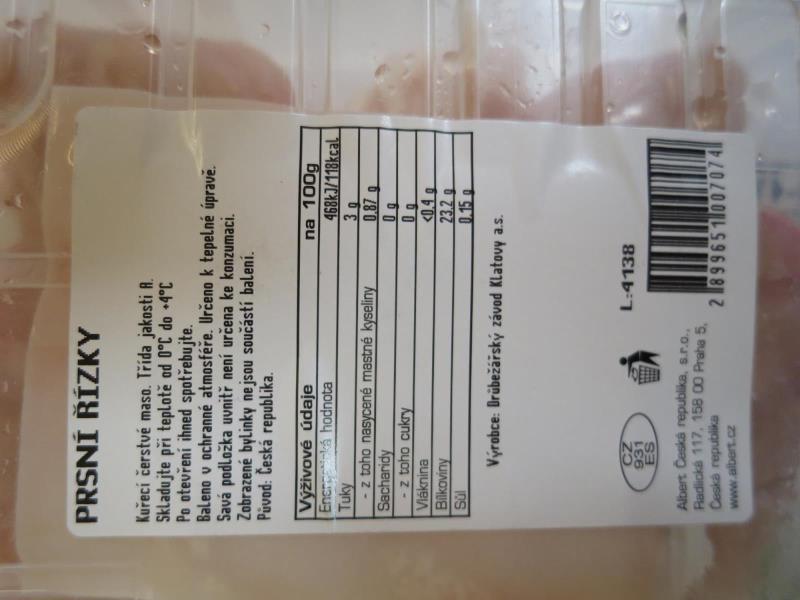 PRSNÍ ŘÍZKY
Kuřecí čerstvé maso. Třída jakosti A.
Skladujte při teplotě od 0°C do +4°C
Po otevření ihned spotřebujte.
Baleno v ochranné atmosféře. Určeno k tepelné úpravě.
Savá podložka uvnitř není určena ke konzumaci.
Zobrazené bylinky nejsou součástí balení.
Původ: Česká republika.
Výživové údaje na 100g
Energetická hodnota 468kJ/118kcal
Tuky 3 g
- z toho nasycené mastné kyseliny 0.87 g
Sacharidy 0 g
- z toho cukry 0 g
Vláknina <0.4 g
Bílkoviny 23.2 g
Sůl 0.15 g
Výrobce: Drůbežářský závod Klatovy a.s.
CZ
931
ES
L:4138
Albert Česká republika, s.r.o.,
Radlická 117, 158 00 Praha 5,
Česká republika
www.albert.cz
2 899651 007074